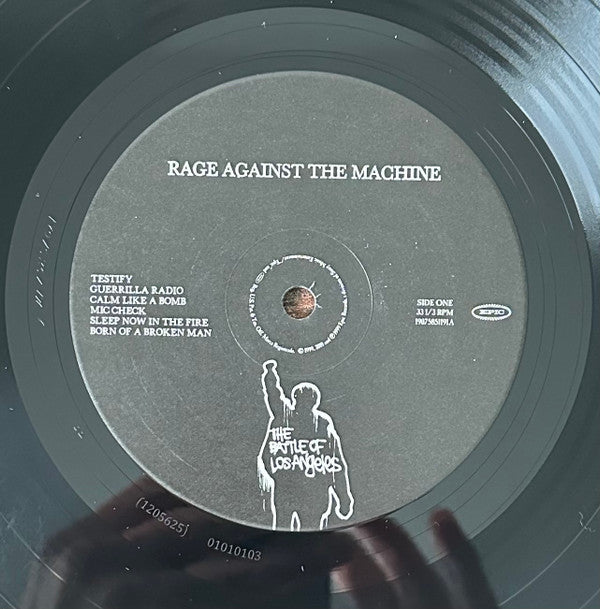 RAGE AGAINST THE MACHINE
TESTIFY
GUERRILLA RADIO
CALM LIKE A BOMB
MIC CHECK
SLEEP NOW IN THE FIRE
BORN OF A BROKEN MAN
SIDE ONE
33 1/3 RPM
19075851191A
EPIC
THE
BATTLE OF
LOS ANGELES
(1205625) 01010103